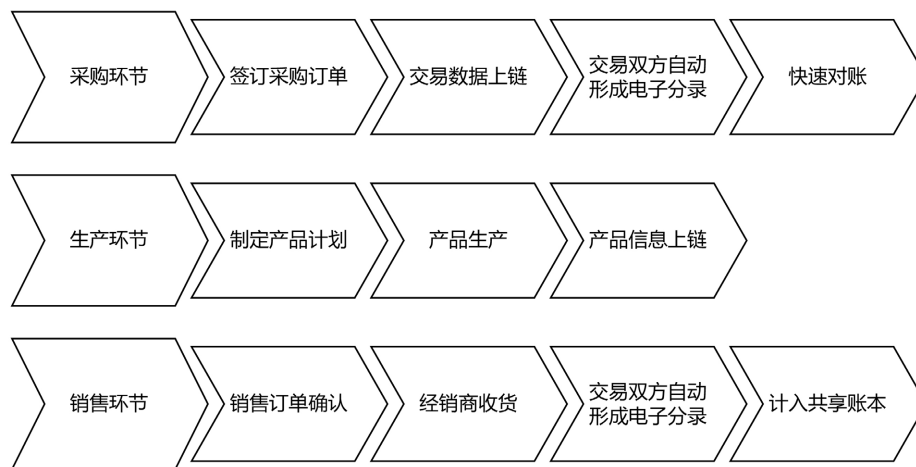 采购环节
签订采购订单
交易数据上链
交易双方自动
形成电子分录
快速对账
生产环节
制定产品计划
产品生产
产品信息上链
销售环节
销售订单确认
经销商收货
交易双方自动
形成电子分录
计入共享账本